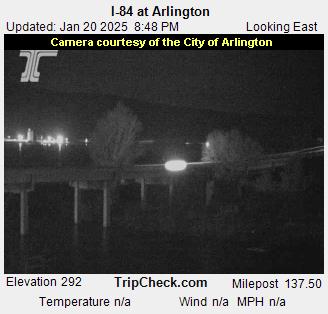 I-84 at Arlington
Updated: Jan 20 2025 8:48 PM Looking East
Camera courtesy of the City of Arlington
Elevation 292 TripCheck.com Milepost 137.50
Temperature n/a Wind n/a MPH n/a